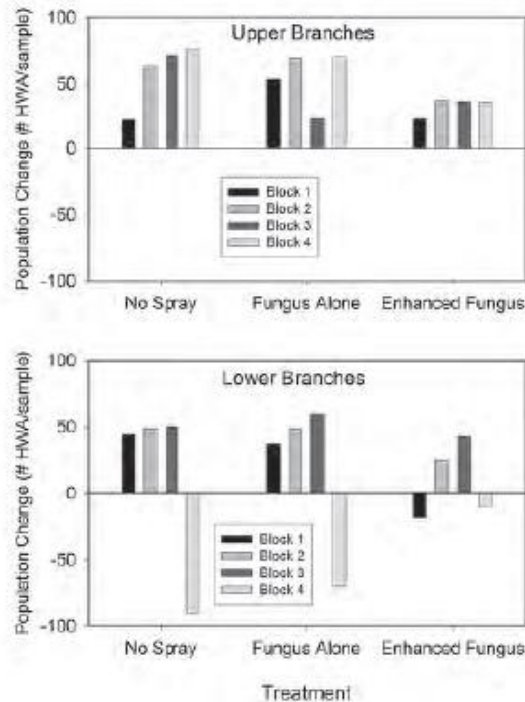 Upper Branches
Population Change (# HWA/sample)
100
50
0
-50
-100
Block 1
Block 2
Block 3
Block 4
No Spray
Fungus Alone
Enhanced Fungus
Lower Branches
Population Change (# HWA/sample)
100
50
0
-50
-100
Block 1
Block 2
Block 3
Block 4
No Spray
Fungus Alone
Enhanced Fungus
Treatment